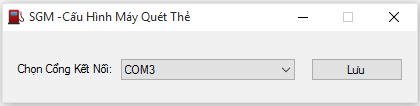 SGM -Cấu Hình Máy Quét Thẻ
Chọn Cổng Kết Nối: COM3 Lưu